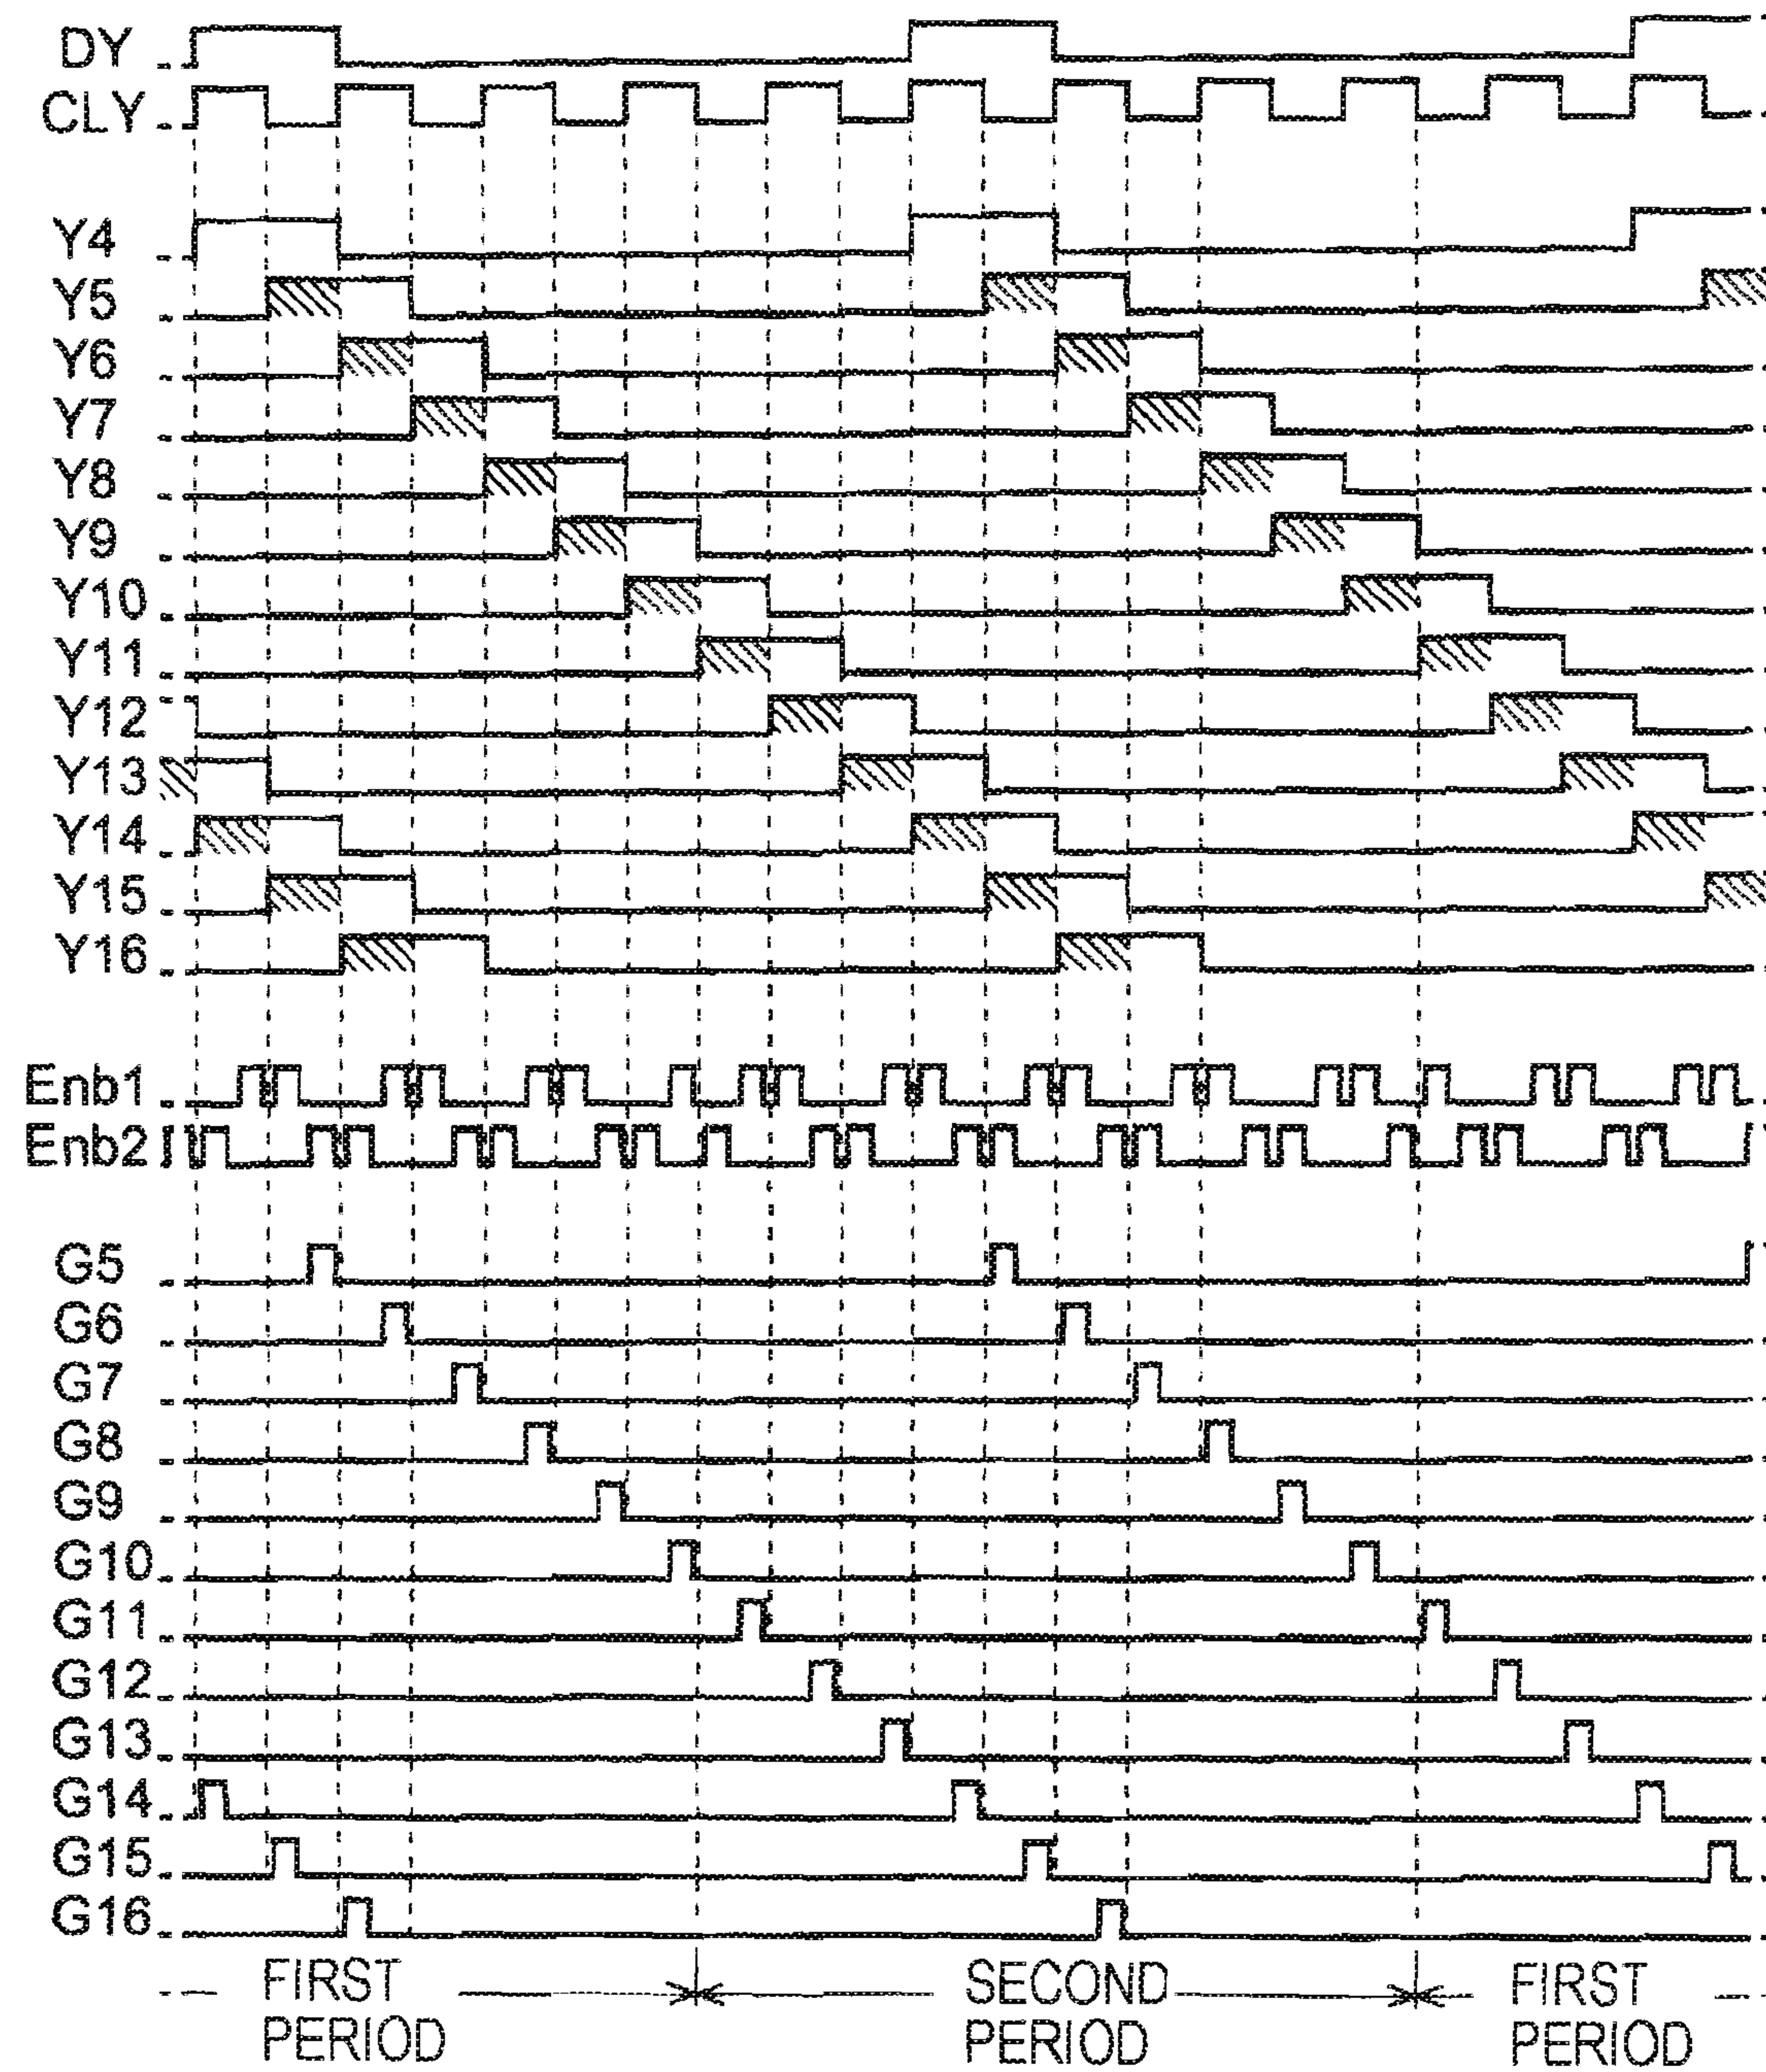 DY
CLY
Y4
Y5
Y6
Y7
Y8
Y9
Y10
Y11
Y12
Y13
Y14
Y15
Y16
Enb1
Enb2
G5
G6
G7
G8
G9
G10
G11
G12
G13
G14
G15
G16
FIRST PERIOD
SECOND PERIOD
FIRST PERIOD